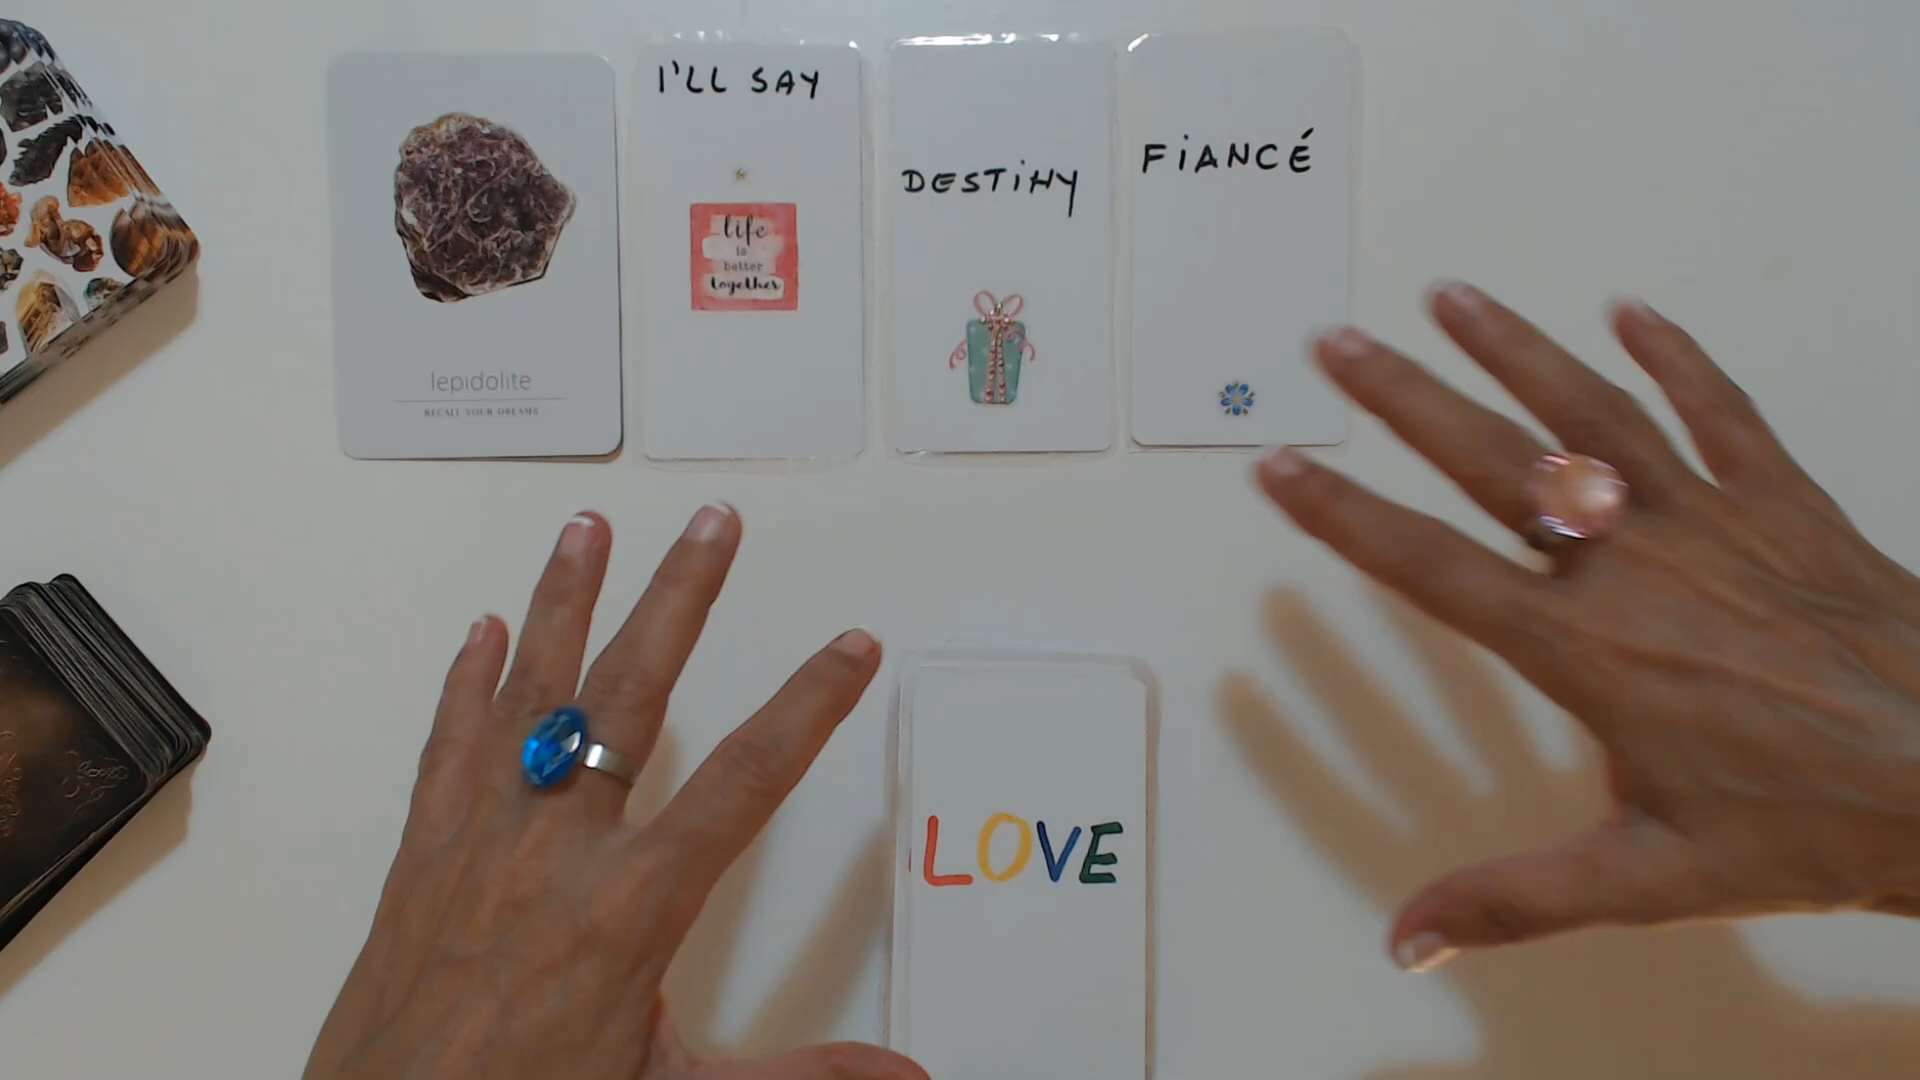 lepidolite
RECALL YOUR DREAMS
I'LL SAY
life
is
better
together
DESTINY
FiANCÉ
LOVE